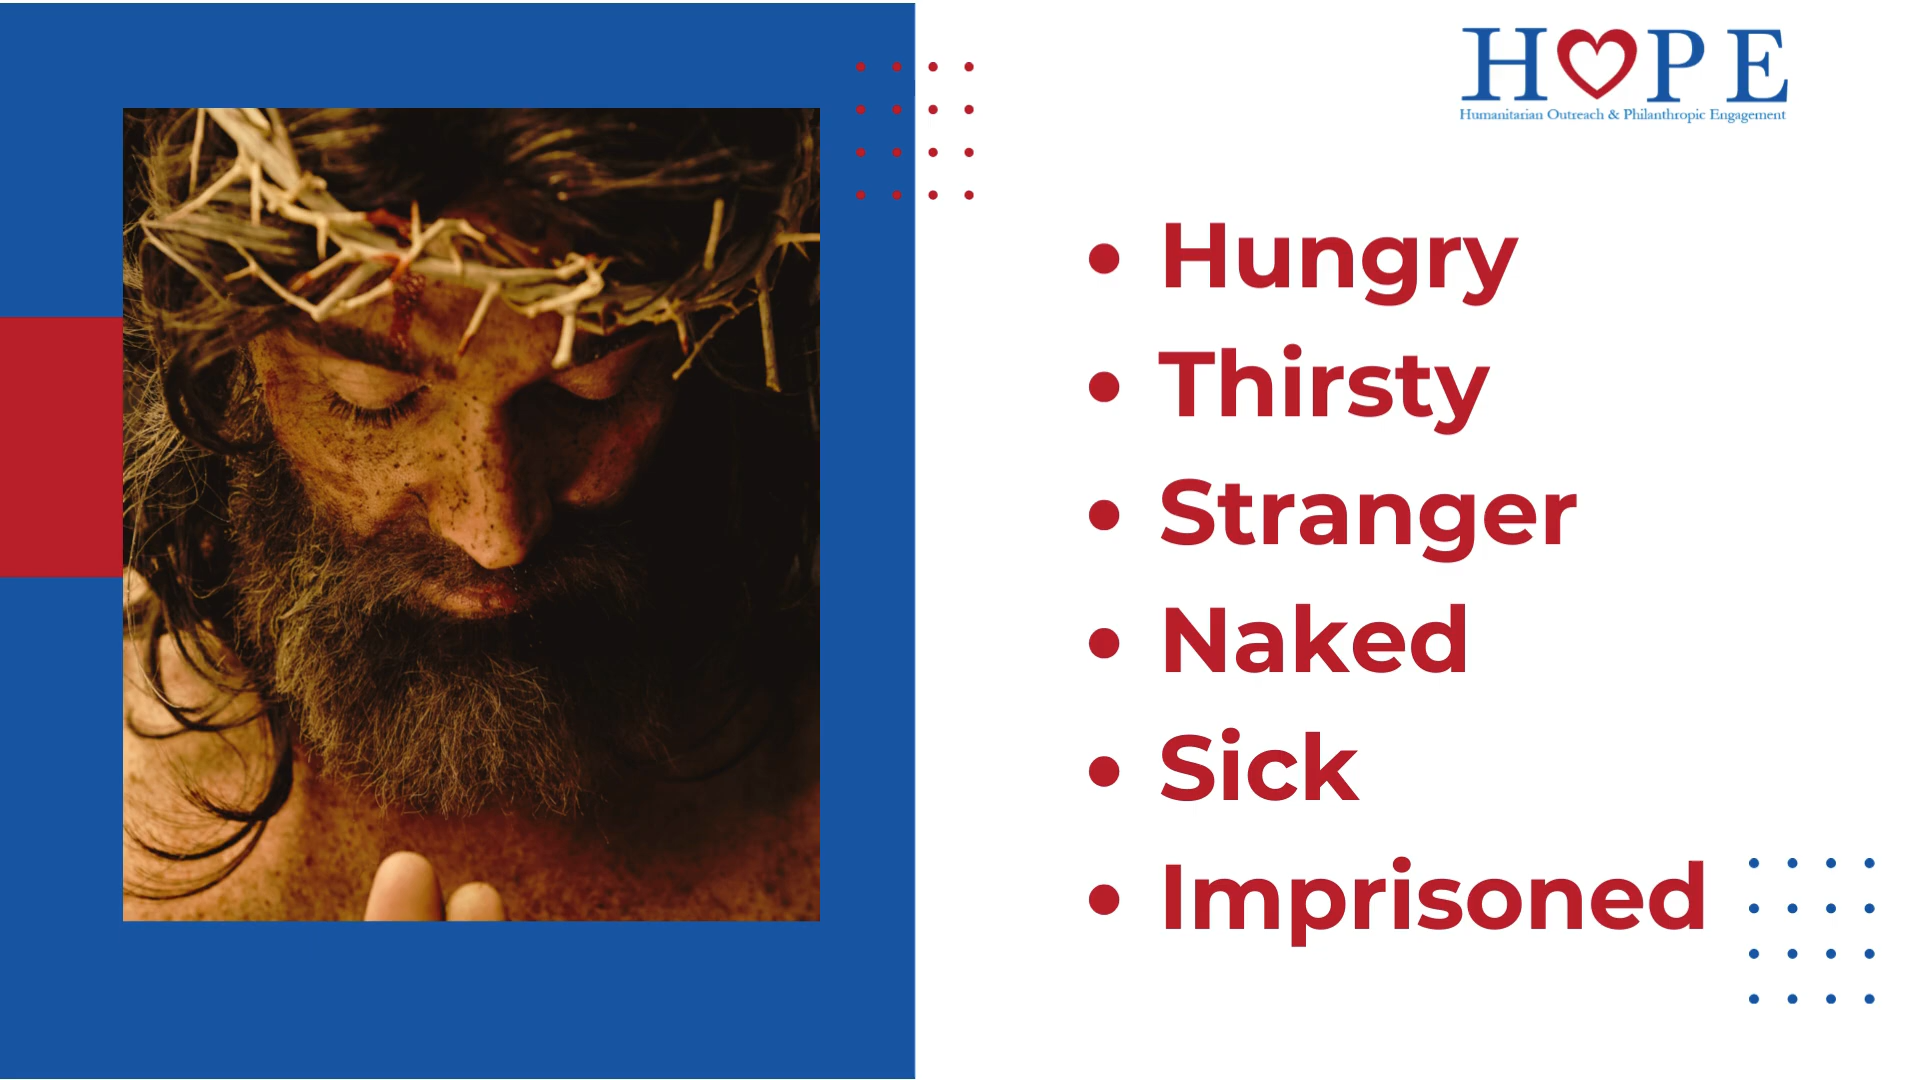 HOPE
Humanitarian Outreach & Philanthropic Engagement
• Hungry
• Thirsty
• Stranger
• Naked
• Sick
• Imprisoned